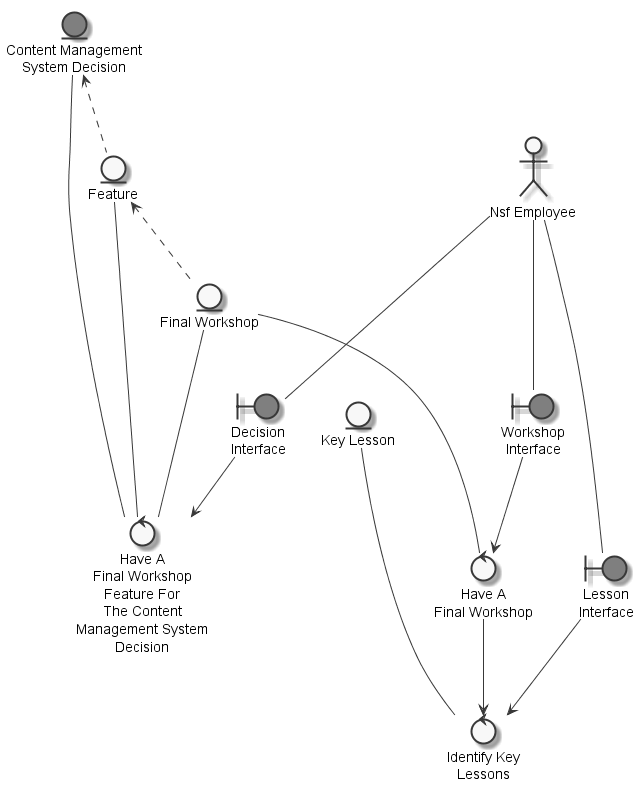 Content Management
System Decision
Feature
Nsf Employee
Final Workshop
Decision
Interface
Key Lesson
Workshop
Interface
Have A
Final Workshop
Feature For
The Content
Management System
Decision
Have A
Final Workshop
Lesson
Interface
Identify Key
Lessons